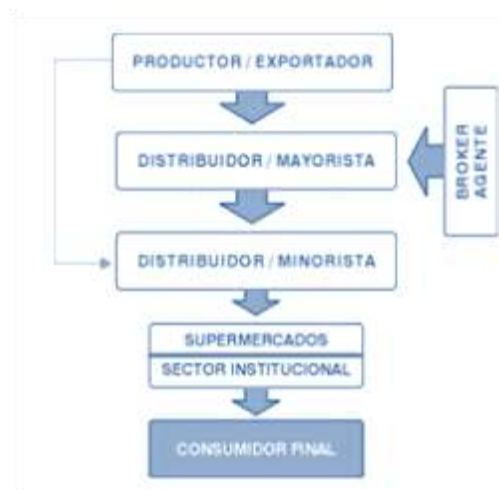 PRODUCTOR / EXPORTADOR
DISTRIBUIDOR / MAYORISTA
BROKER
AGENTE
DISTRIBUIDOR / MINORISTA
SUPERMERCADOS
SECTOR INSTITUCIONAL
CONSUMIDOR FINAL